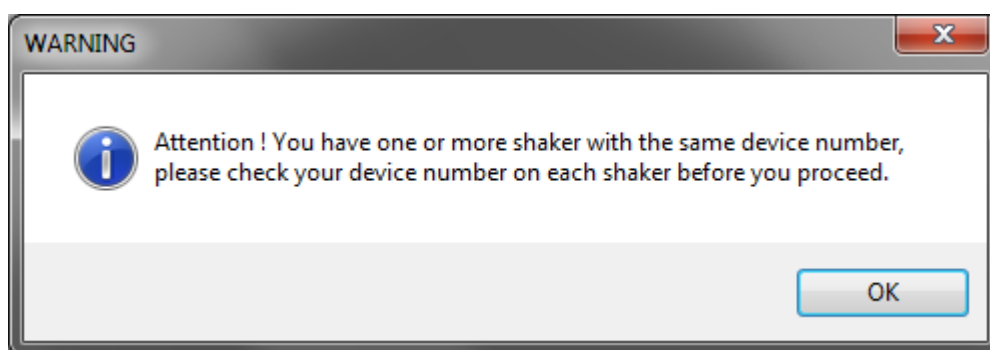 WARNING
Attention ! You have one or more shaker with the same device number,
please check your device number on each shaker before you proceed.
OK